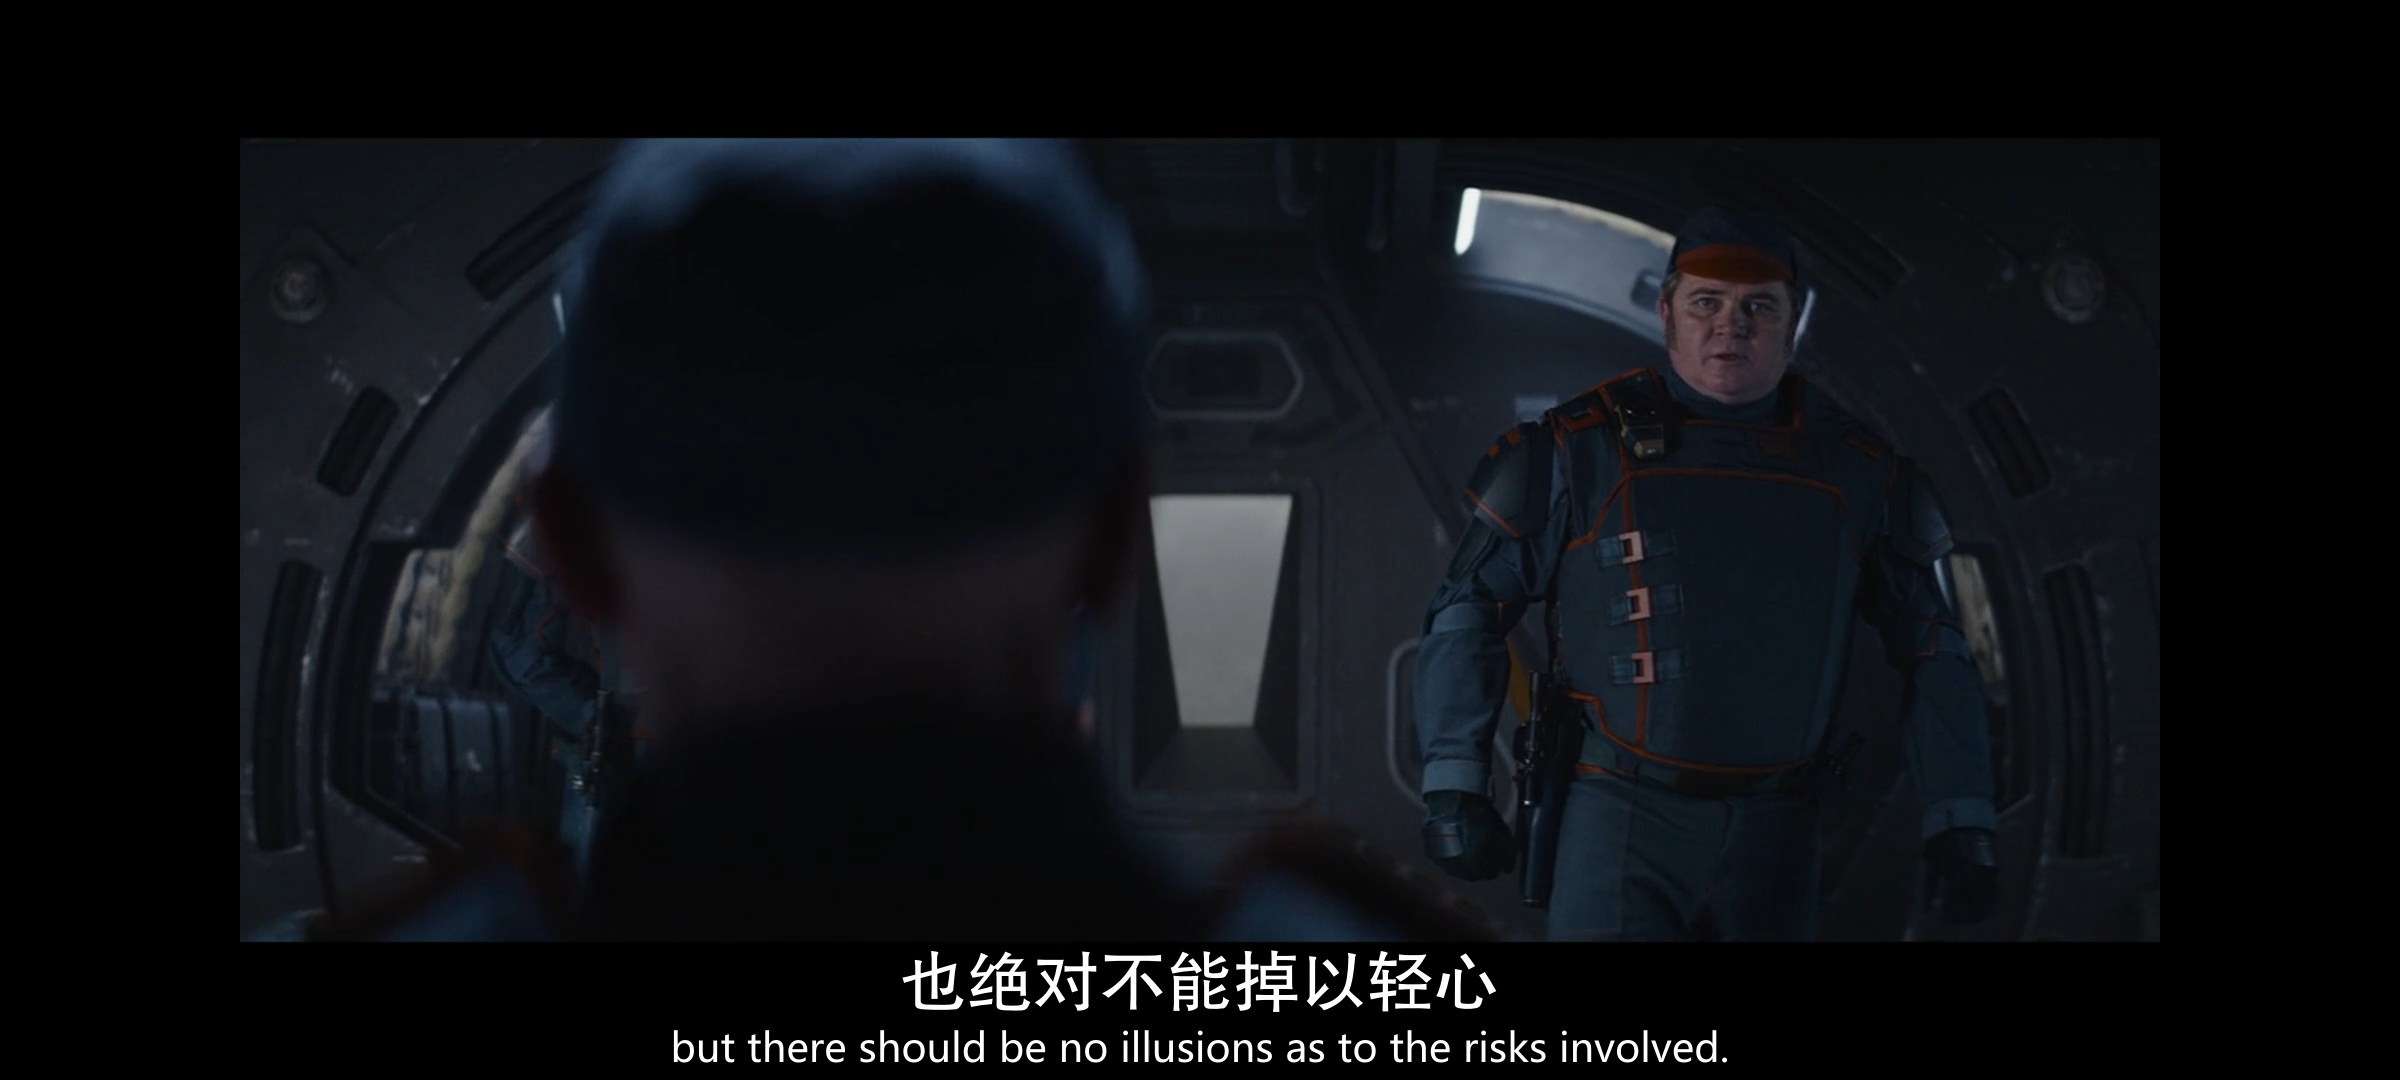 也绝对不能掉以轻心
but there should be no illusions as to the risks involved.